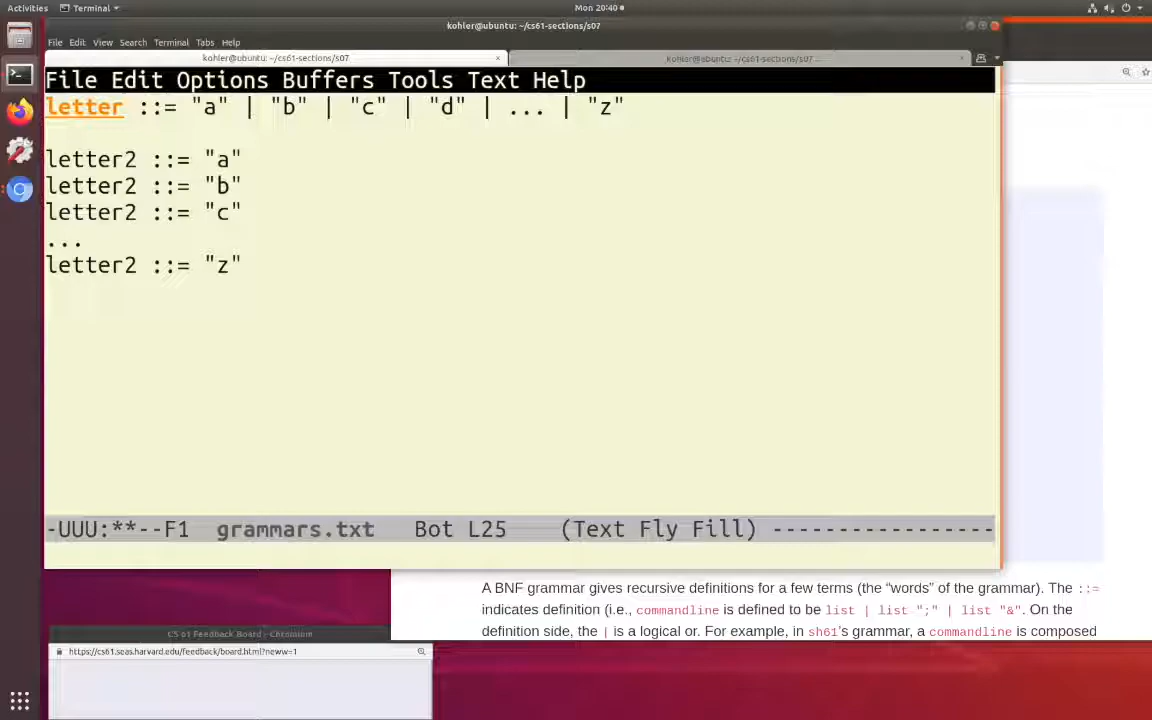 Activities Terminal Mon 20:40
kohler@ubuntu: ~/cs61-sections/s07
File Edit View Search Terminal Tabs Help
kohler@ubuntu: ~/cs61-sections/s07 × kohler@ubuntu: ~/cs61-sections/s07 ... ×
File Edit Options Buffers Tools Text Help
letter ::= "a" | "b" | "c" | "d" | ... | "z"
letter2 ::= "a"
letter2 ::= "b"
letter2 ::= "c"
...
letter2 ::= "z"
-UUU:**--F1 grammars.txt Bot L25 (Text Fly Fill) -----------------
A BNF grammar gives recursive definitions for a few terms (the “words” of the grammar). The ::=
indicates definition (i.e., commandline is defined to be list | list ";" | list "&". On the
definition side, the | is a logical or. For example, in sh61’s grammar, a commandline is composed
CS 61 Feedback Board - Chromium
https://cs61.seas.harvard.edu/feedback/board.html?neww=1